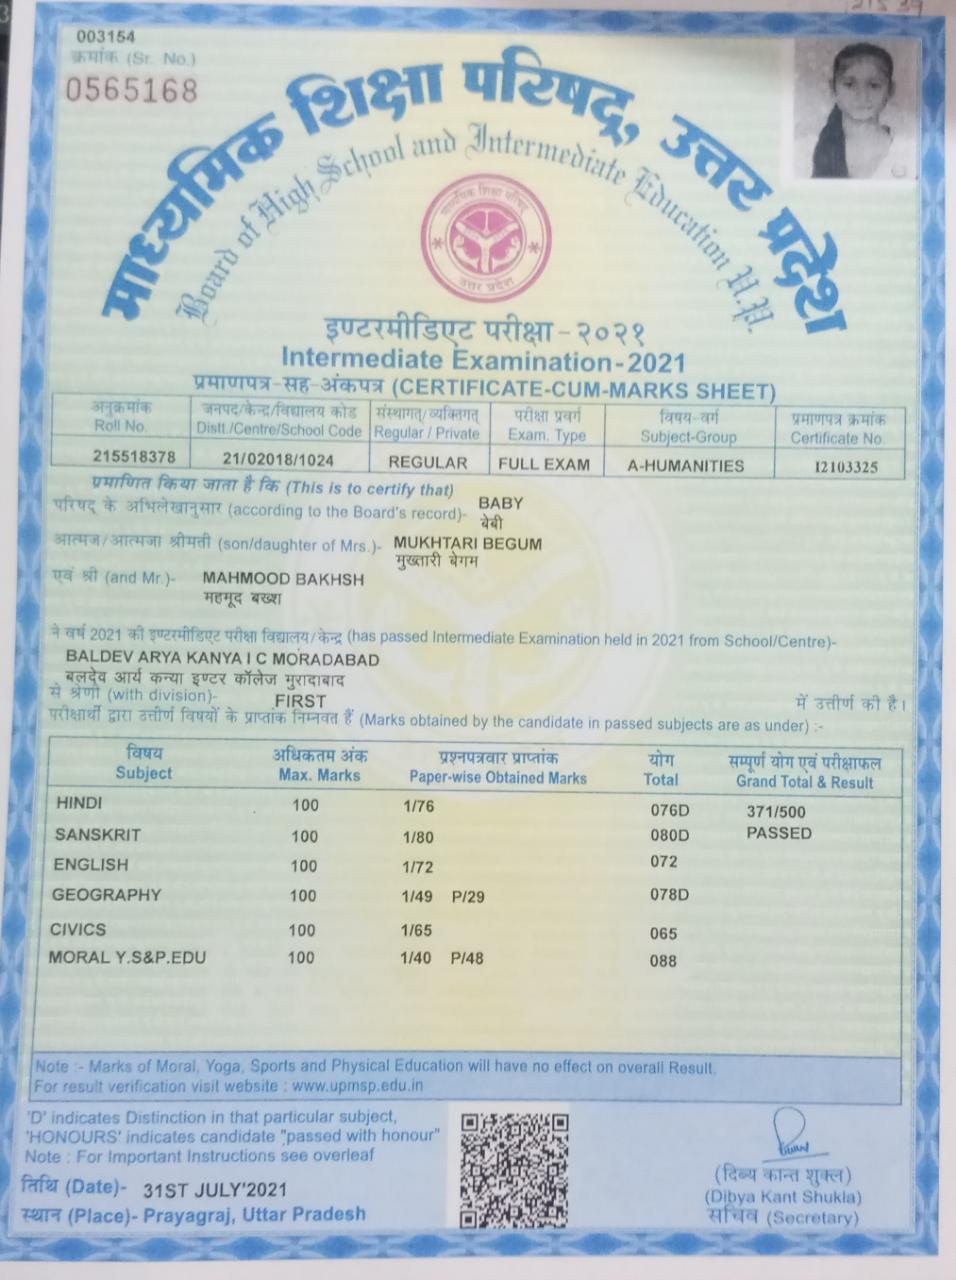 003154
क्रमांक (Sr. No.)
0565168
माध्यमिक शिक्षा परिषद्, उत्तर प्रदेश
Board of High School and Intermediate Education U.P.
माध्यमिक शिक्षा परिषद्
उत्तर प्रदेश
इण्टरमीडिएट परीक्षा - २०२१
Intermediate Examination-2021
प्रमाणपत्र-सह-अंकपत्र (CERTIFICATE-CUM-MARKS SHEET)
अनुक्रमांक जनपद/केन्द्र/विद्यालय कोड संस्थागत्/व्यक्तिगत् परीक्षा प्रवर्ग विषय-वर्ग प्रमाणपत्र क्रमांक
Roll No. Distt./Centre/School Code Regular / Private Exam. Type Subject-Group Certificate No.
215518378 21/02018/1024 REGULAR FULL EXAM A-HUMANITIES 12103325
प्रमाणित किया जाता है कि (This is to certify that)
परिषद् के अभिलेखानुसार (according to the Board's record)- BABY
बेबी
आत्मज/आत्मजा श्रीमती (son/daughter of Mrs.)- MUKHTARI BEGUM
मुख्तारी बेगम
एवं श्री (and Mr.)- MAHMOOD BAKHSH
महमूद बख्श
ने वर्ष 2021 की इण्टरमीडिएट परीक्षा विद्यालय/केन्द्र (has passed Intermediate Examination held in 2021 from School/Centre)-
BALDEV ARYA KANYA I C MORADABAD
बलदेव आर्य कन्या इण्टर कॉलेज मुरादाबाद
से श्रेणी (with division)- FIRST में उत्तीर्ण की है।
परीक्षार्थी द्वारा उत्तीर्ण विषयों के प्राप्तांक निम्नवत हैं (Marks obtained by the candidate in passed subjects are as under) :-
विषय अधिकतम अंक प्रश्नपत्रवार प्राप्तांक योग सम्पूर्ण योग एवं परीक्षाफल
Subject Max. Marks Paper-wise Obtained Marks Total Grand Total & Result
HINDI 100 1/76 076D 371/500
SANSKRIT 100 1/80 080D PASSED
ENGLISH 100 1/72 072
GEOGRAPHY 100 1/49 P/29 078D
CIVICS 100 1/65 065
MORAL Y.S&P.EDU 100 1/40 P/48 088
Note :- Marks of Moral, Yoga, Sports and Physical Education will have no effect on overall Result.
For result verification visit website : www.upmsp.edu.in
'D' indicates Distinction in that particular subject,
'HONOURS' indicates candidate "passed with honour"
Note : For Important Instructions see overleaf
तिथि (Date)- 31ST JULY'2021
स्थान (Place)- Prayagraj, Uttar Pradesh
(दिब्य कान्त शुक्ल)
(Dibya Kant Shukla)
सचिव (Secretary)